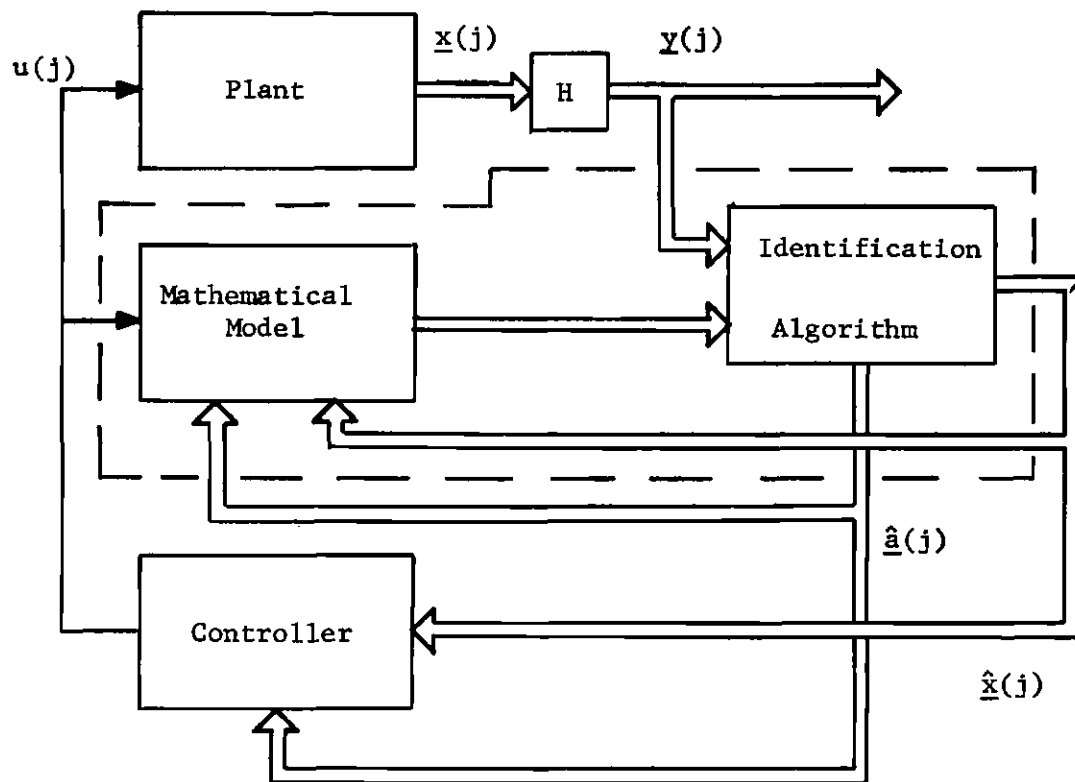 x(j)
y(j)
u(j)
Plant
H
Identification
Algorithm
Mathematical
Model
â(j)
Controller
x̂(j)